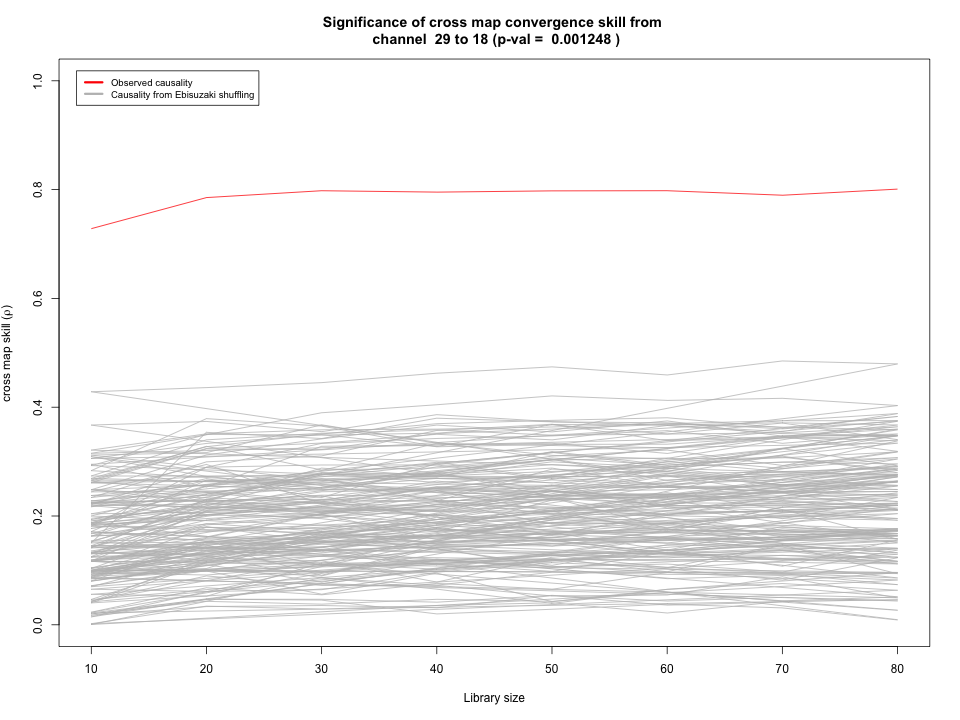 Significance of cross map convergence skill from
channel  29 to 18 (p-val =  0.001248 )
Observed causality
Causality from Ebisuzaki shuffling
cross map skill (ρ)
1.0
0.8
0.6
0.4
0.2
0.0
10 20 30 40 50 60 70 80
Library size